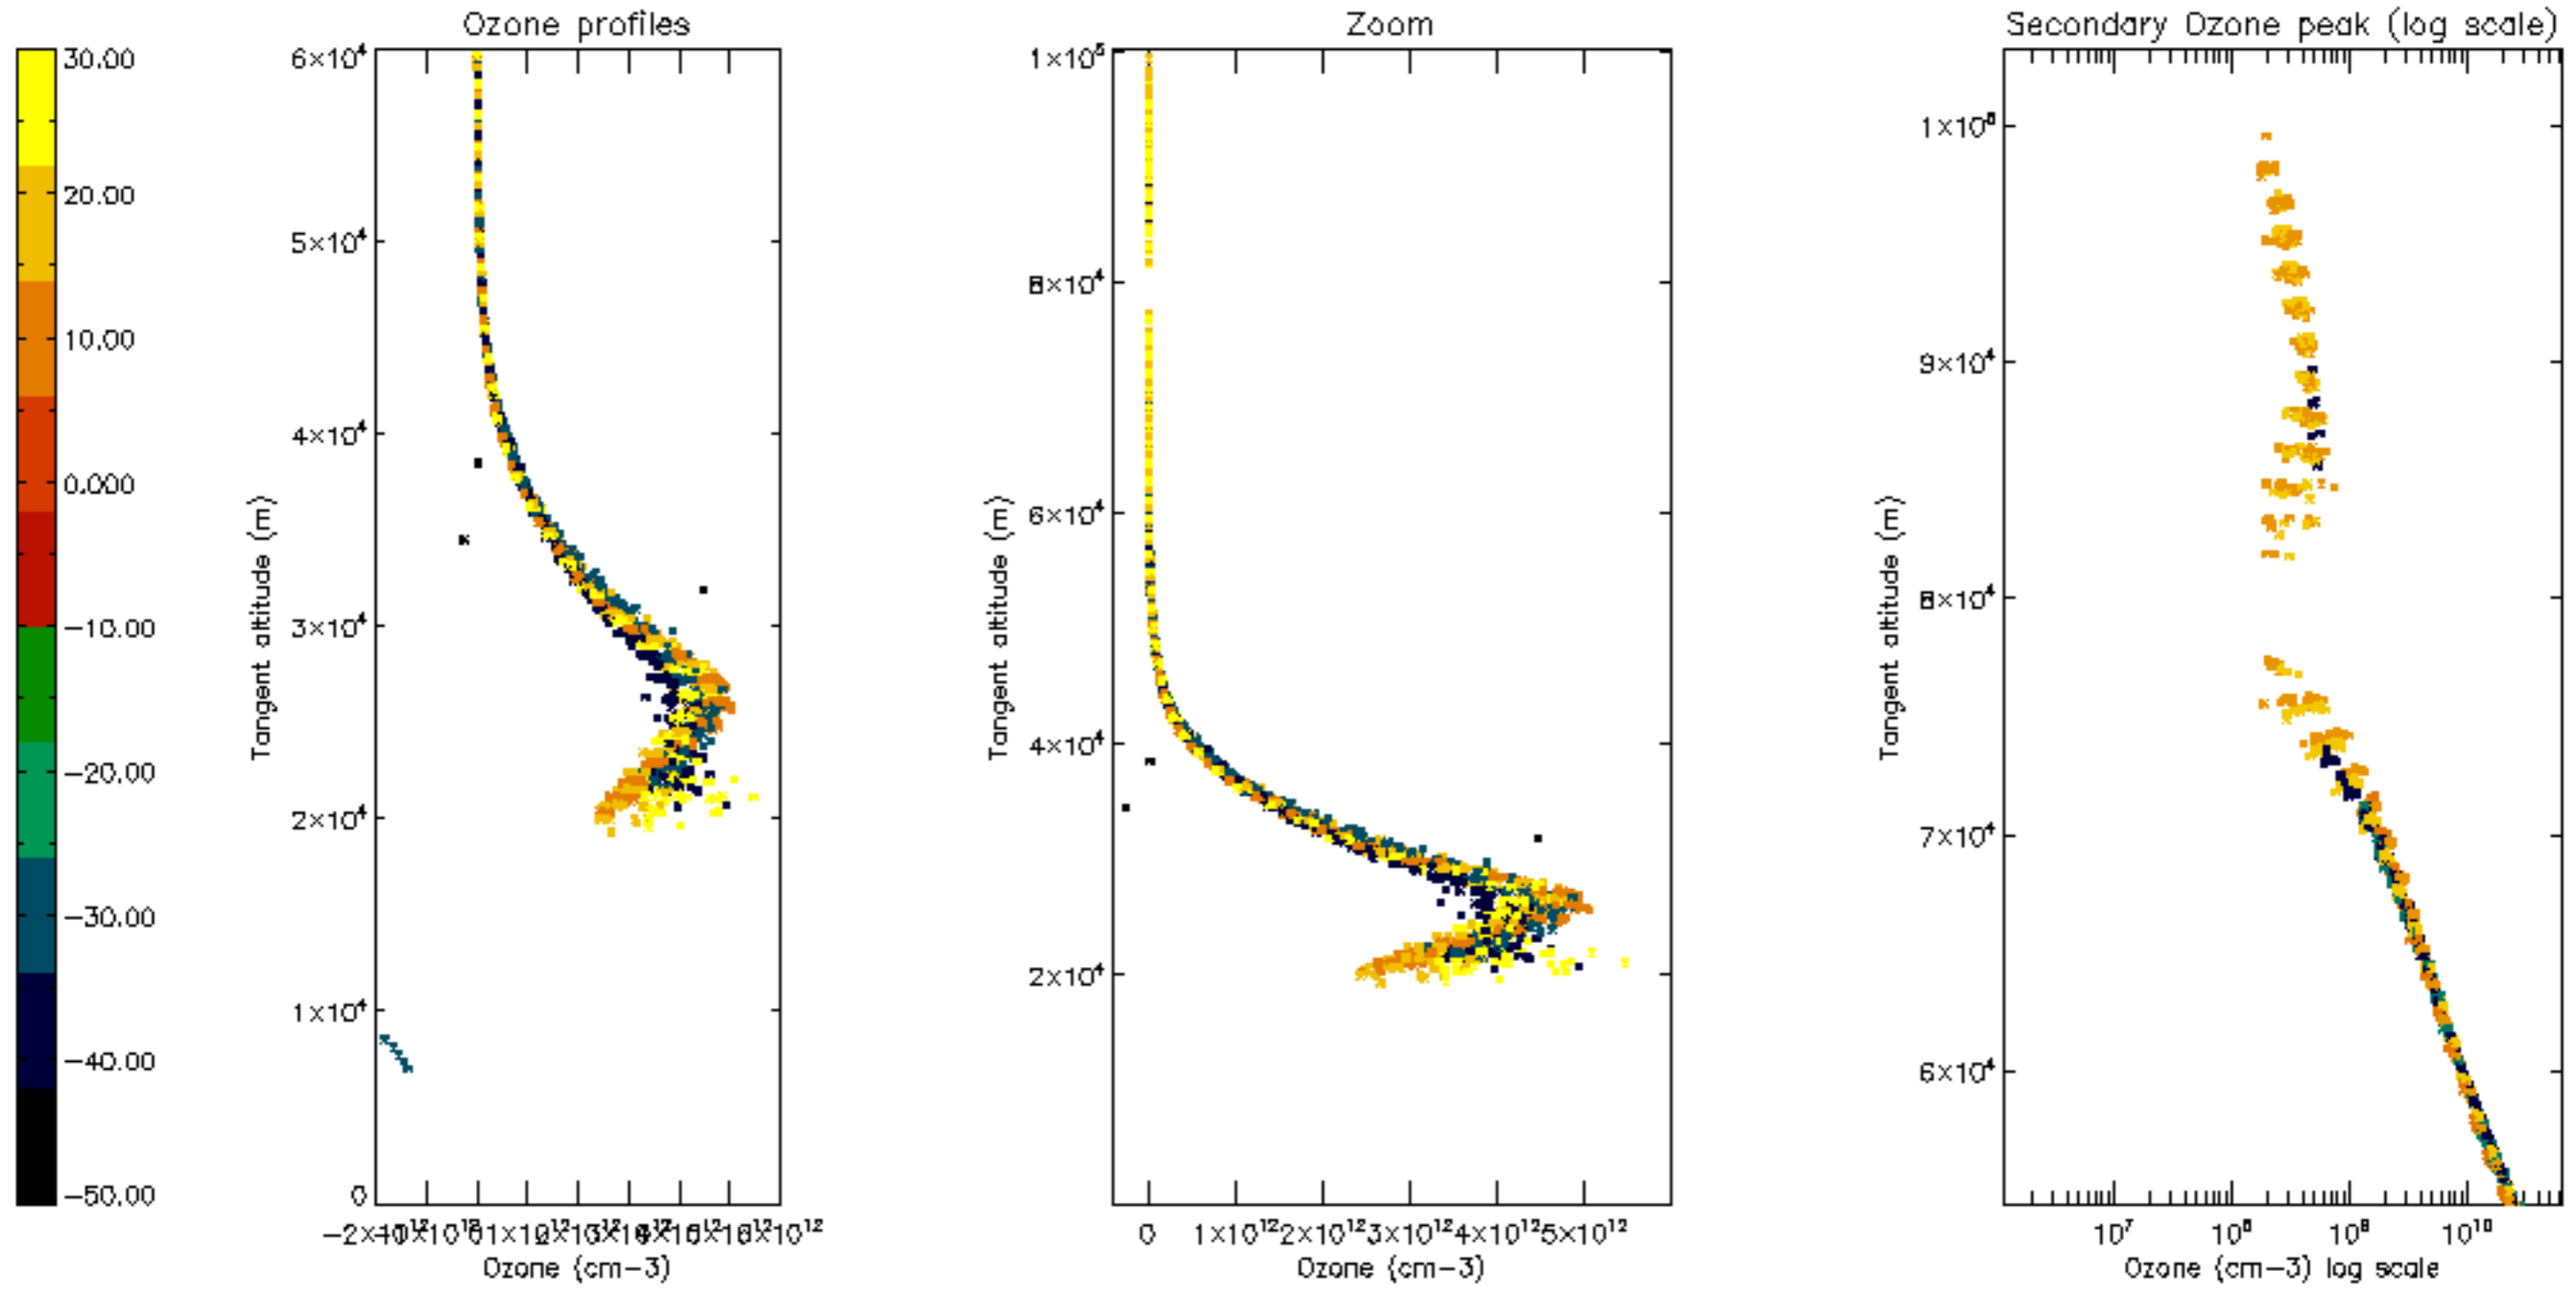 Ozone profiles
Zoom
Secondary Ozone peak (log scale)
30.00
20.00
10.00
0.000
−10.00
−20.00
−30.00
−40.00
−50.00
6×10⁴
5×10⁴
4×10⁴
3×10⁴
2×10⁴
1×10⁴
0
Tangent altitude (m)
Ozone (cm−3)
1×10⁵
8×10⁴
6×10⁴
4×10⁴
2×10⁴
Tangent altitude (m)
0 1×10¹² 2×10¹² 3×10¹² 4×10¹² 5×10¹²
Ozone (cm−3)
1×10⁵
9×10⁴
8×10⁴
7×10⁴
6×10⁴
Tangent altitude (m)
10⁷ 10⁸ 10⁹ 10¹⁰
Ozone (cm−3) log scale